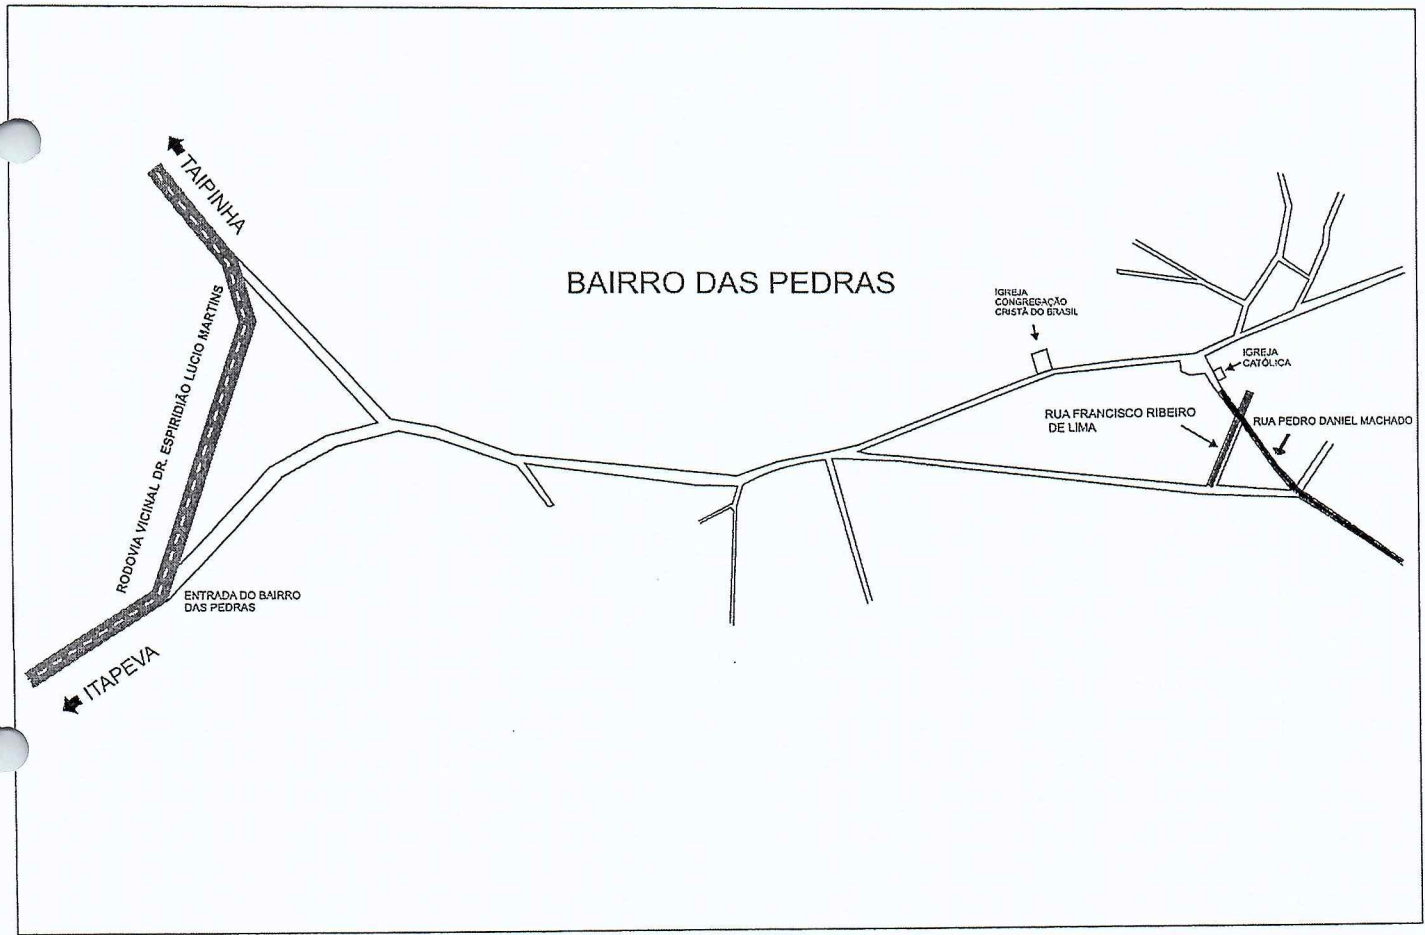 TAIPINHA
BAIRRO DAS PEDRAS
IGREJA
CONGREGAÇÃO
CRISTÃ DO BRASIL
IGREJA
CATÓLICA
RUA FRANCISCO RIBEIRO
DE LIMA
RUA PEDRO DANIEL MACHADO
RODOVIA VICINAL DR. ESPIRIDIÃO LUCIO MARTINS
ENTRADA DO BAIRRO
DAS PEDRAS
ITAPEVA